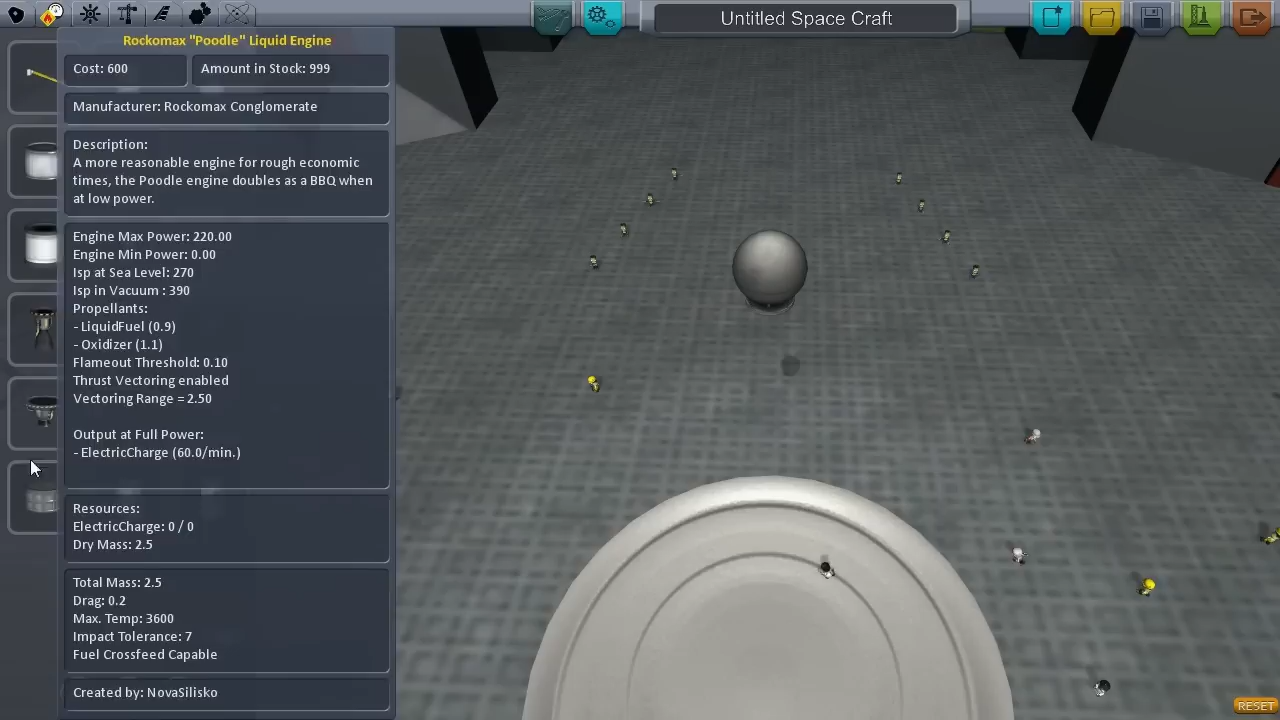 Untitled Space Craft
Rockomax "Poodle" Liquid Engine
Cost: 600
Amount in Stock: 999
Manufacturer: Rockomax Conglomerate
Description:
A more reasonable engine for rough economic
times, the Poodle engine doubles as a BBQ when
at low power.
Engine Max Power: 220.00
Engine Min Power: 0.00
Isp at Sea Level: 270
Isp in Vacuum : 390
Propellants:
- LiquidFuel (0.9)
- Oxidizer (1.1)
Flameout Threshold: 0.10
Thrust Vectoring enabled
Vectoring Range = 2.50
Output at Full Power:
- ElectricCharge (60.0/min.)
Resources:
ElectricCharge: 0 / 0
Dry Mass: 2.5
Total Mass: 2.5
Drag: 0.2
Max. Temp: 3600
Impact Tolerance: 7
Fuel Crossfeed Capable
Created by: NovaSilisko
RESET